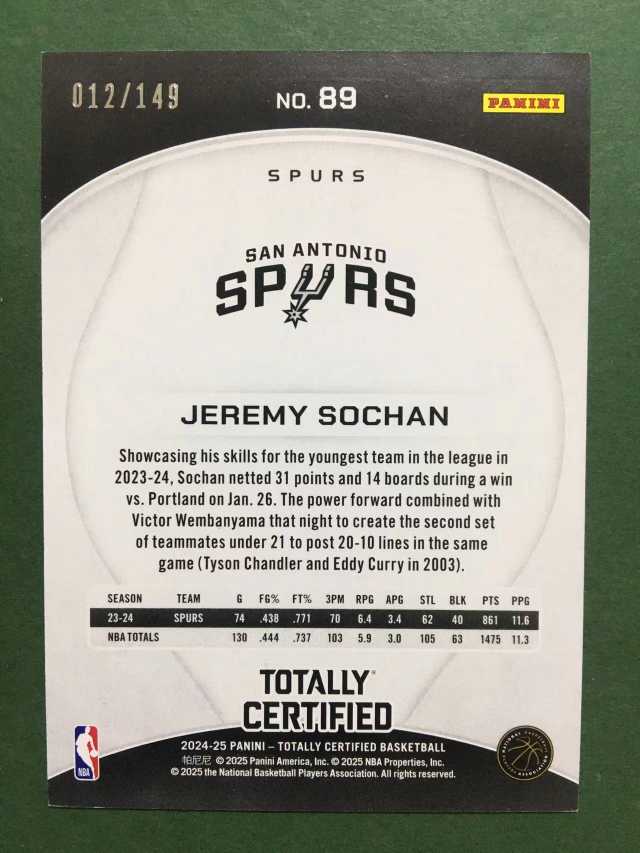 012/149
NO. 89
PANINI
SPURS
SAN ANTONIO
SPURS
JEREMY SOCHAN
Showcasing his skills for the youngest team in the league in
2023-24, Sochan netted 31 points and 14 boards during a win
vs. Portland on Jan. 26. The power forward combined with
Victor Wembanyama that night to create the second set
of teammates under 21 to post 20-10 lines in the same
game (Tyson Chandler and Eddy Curry in 2003).
SEASON TEAM G FG% FT% 3PM RPG APG STL BLK PTS PPG
23-24 SPURS 74 .438 .771 70 6.4 3.4 62 40 861 11.6
NBA TOTALS 130 .444 .737 103 5.9 3.0 105 63 1475 11.3
TOTALLY
CERTIFIED
2024-25 PANINI – TOTALLY CERTIFIED BASKETBALL
帕尼尼 © 2025 Panini America, Inc. © 2025 NBA Properties, Inc.
© 2025 the National Basketball Players Association. All rights reserved.
NBA
NATIONAL BASKETBALL PLAYERS ASSOCIATION